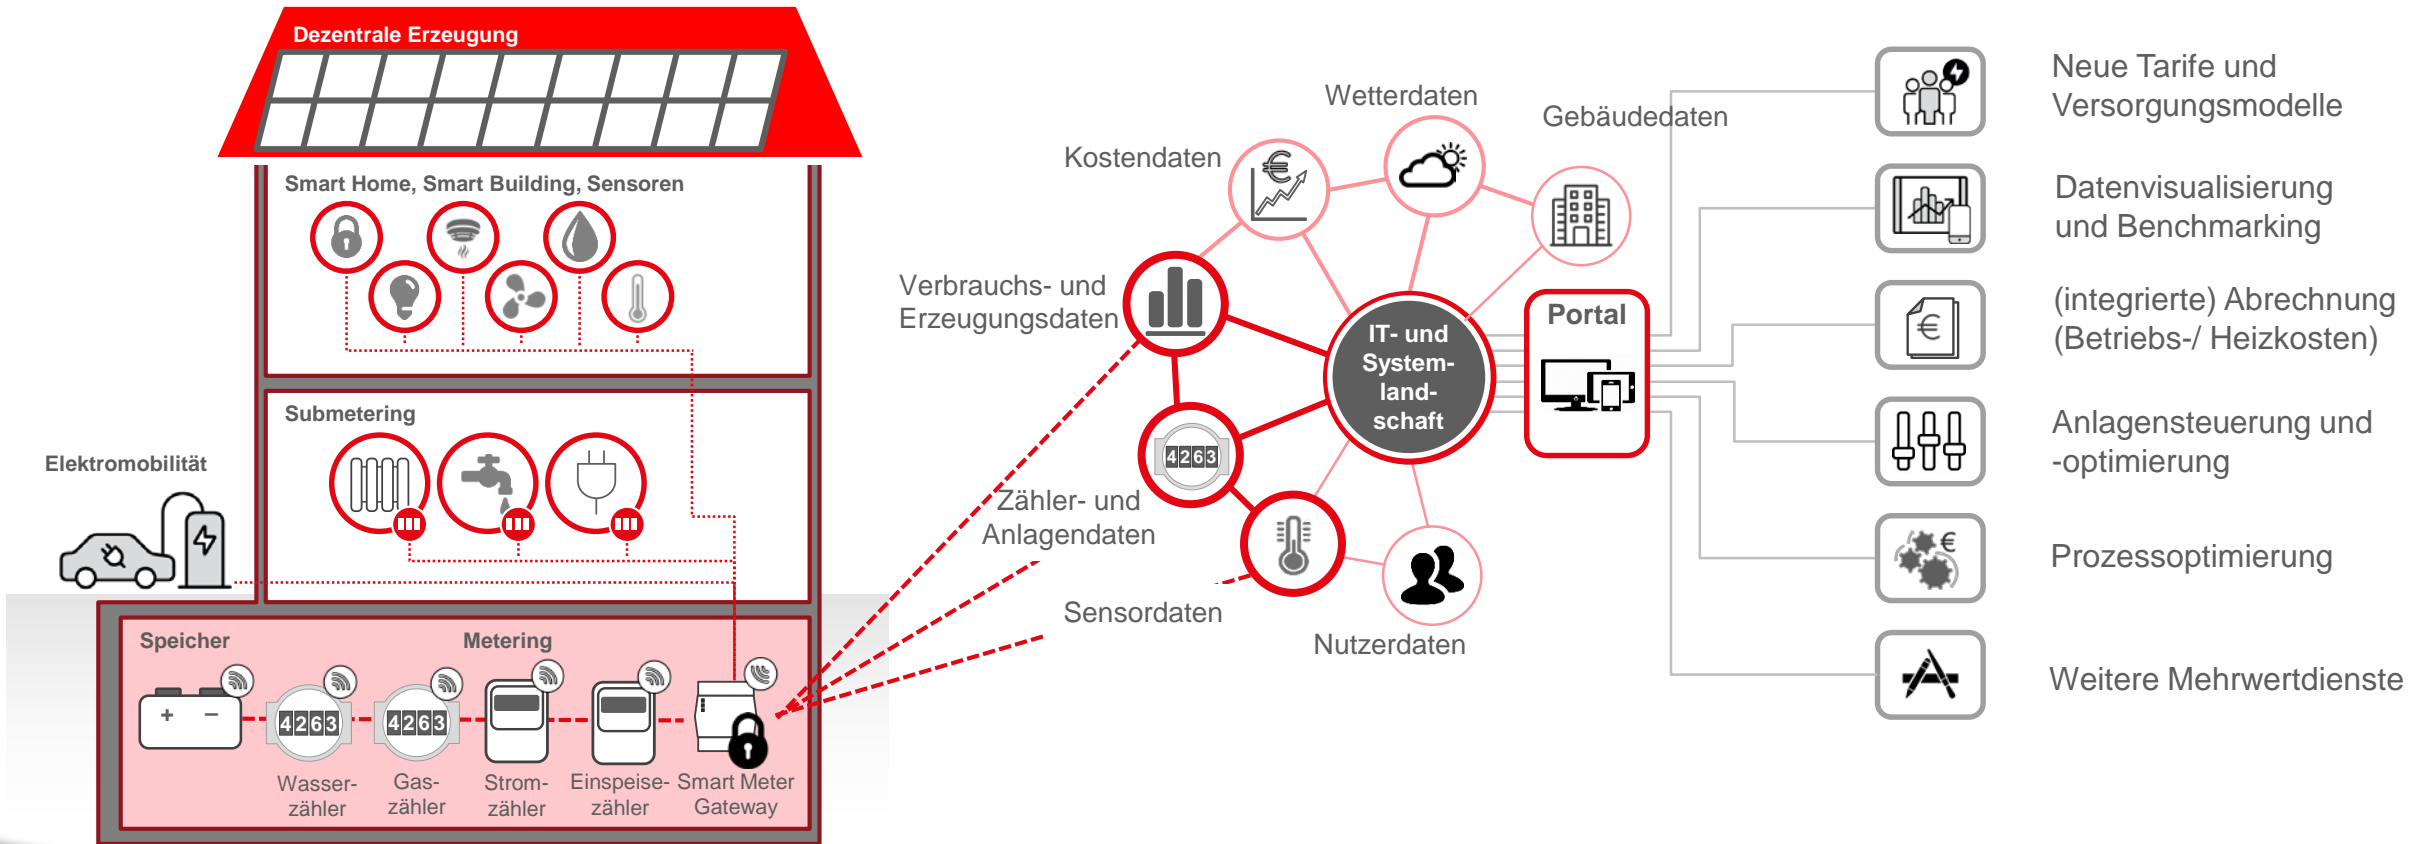 Dezentrale Erzeugung
Smart Home, Smart Building, Sensoren
Submetering
Elektromobilität
Speicher
Metering
+ −
4263
4263
Wasser-
zähler
Gas-
zähler
Strom-
zähler
Einspeise-
zähler
Smart Meter
Gateway
Wetterdaten
Gebäudedaten
Kostendaten
€
Verbrauchs- und
Erzeugungsdaten
4263
Zähler- und
Anlagendaten
Sensordaten
Nutzerdaten
IT- und
System-
land-
schaft
Portal
Neue Tarife und
Versorgungsmodelle
Datenvisualisierung
und Benchmarking
€
(integrierte) Abrechnung
(Betriebs-/ Heizkosten)
Anlagensteuerung und
-optimierung
€
Prozessoptimierung
Weitere Mehrwertdienste